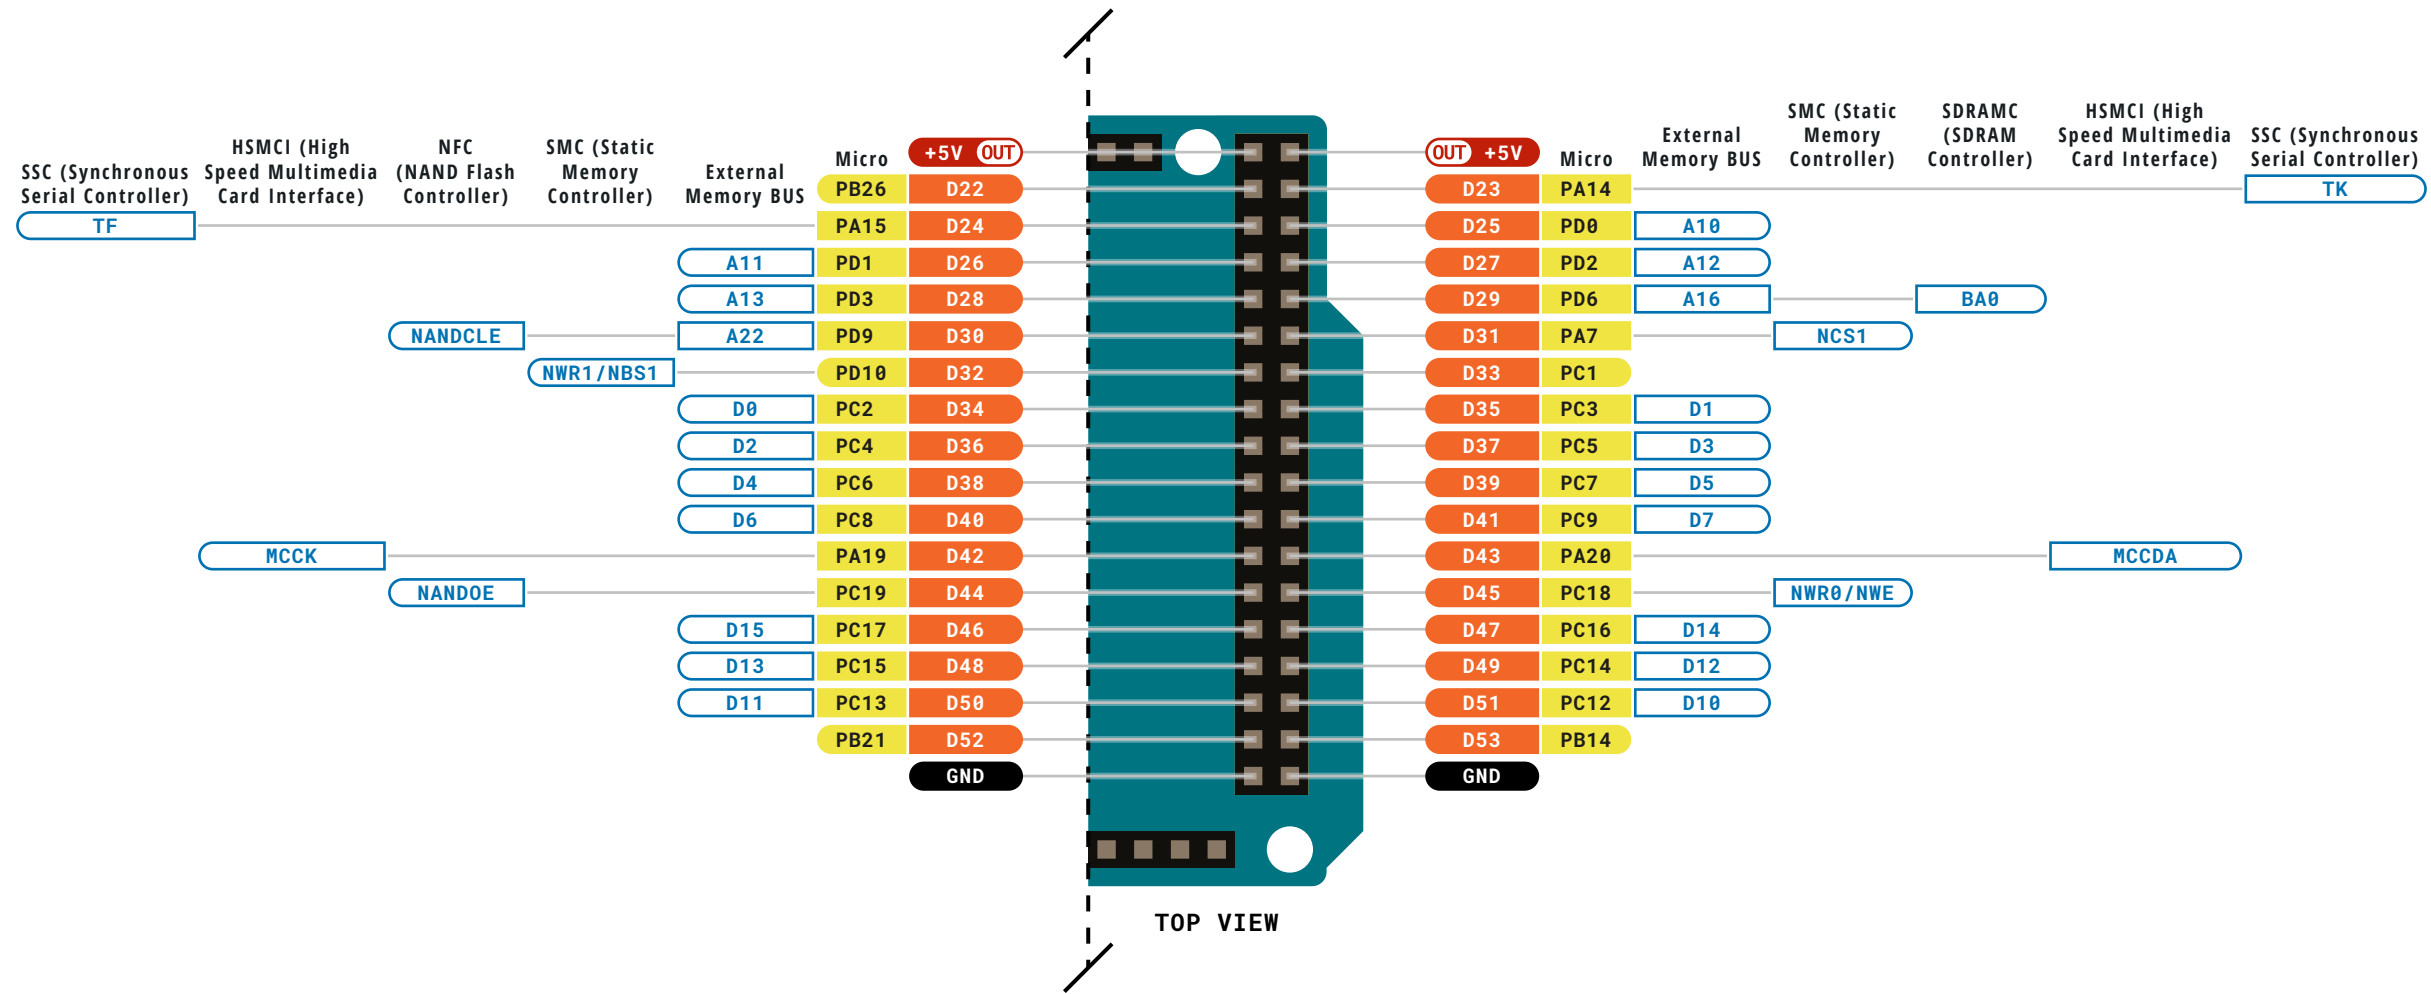 SSC (Synchronous
Serial Controller)
HSMCI (High
Speed Multimedia
Card Interface)
NFC
(NAND Flash
Controller)
SMC (Static
Memory
Controller)
External
Memory BUS
Micro
+5V OUT
OUT +5V
Micro
External
Memory BUS
SMC (Static
Memory
Controller)
SDRAMC
(SDRAM
Controller)
HSMCI (High
Speed Multimedia
Card Interface)
SSC (Synchronous
Serial Controller)
PB26 D22 D23 PA14 TK
TF PA15 D24 D25 PD0 A10
A11 PD1 D26 D27 PD2 A12
A13 PD3 D28 D29 PD6 A16 BA0
NANDCLE A22 PD9 D30 D31 PA7 NCS1
NWR1/NBS1 PD10 D32 D33 PC1
D0 PC2 D34 D35 PC3 D1
D2 PC4 D36 D37 PC5 D3
D4 PC6 D38 D39 PC7 D5
D6 PC8 D40 D41 PC9 D7
MCCK PA19 D42 D43 PA20 MCCDA
NANDOE PC19 D44 D45 PC18 NWR0/NWE
D15 PC17 D46 D47 PC16 D14
D13 PC15 D48 D49 PC14 D12
D11 PC13 D50 D51 PC12 D10
PB21 D52 D53 PB14
GND GND
TOP VIEW